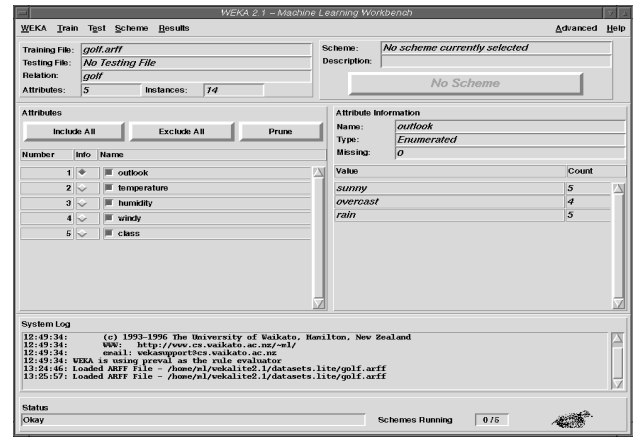 WEKA 2.1 – Machine Learning Workbench
WEKA Train Test Scheme Results Advanced Help
Training File: golf.arff
Testing File: No Testing File
Relation: golf
Attributes: 5 Instances: 14
Scheme: No scheme currently selected
Description:
No Scheme
Attributes
Include All Exclude All Prune
Number Info Name
1 outlook
2 temperature
3 humidity
4 windy
5 class
Attribute Information
Name: outlook
Type: Enumerated
Missing: 0
Value Count
sunny 5
overcast 4
rain 5
System Log
12:49:34: (c) 1993-1996 The University of Waikato, Hamilton, New Zealand
12:49:34: WWW: http://www.cs.waikato.ac.nz/~ml/
12:49:34: email: wekasupport@cs.waikato.ac.nz
12:49:34: WEKA is using preval as the rule evaluator
13:24:46: Loaded ARFF File - /home/ml/wekalite2.1/datasets.lite/golf.arff
13:25:57: Loaded ARFF File - /home/ml/wekalite2.1/datasets.lite/golf.arff
Status
Okay
Schemes Running 0/5